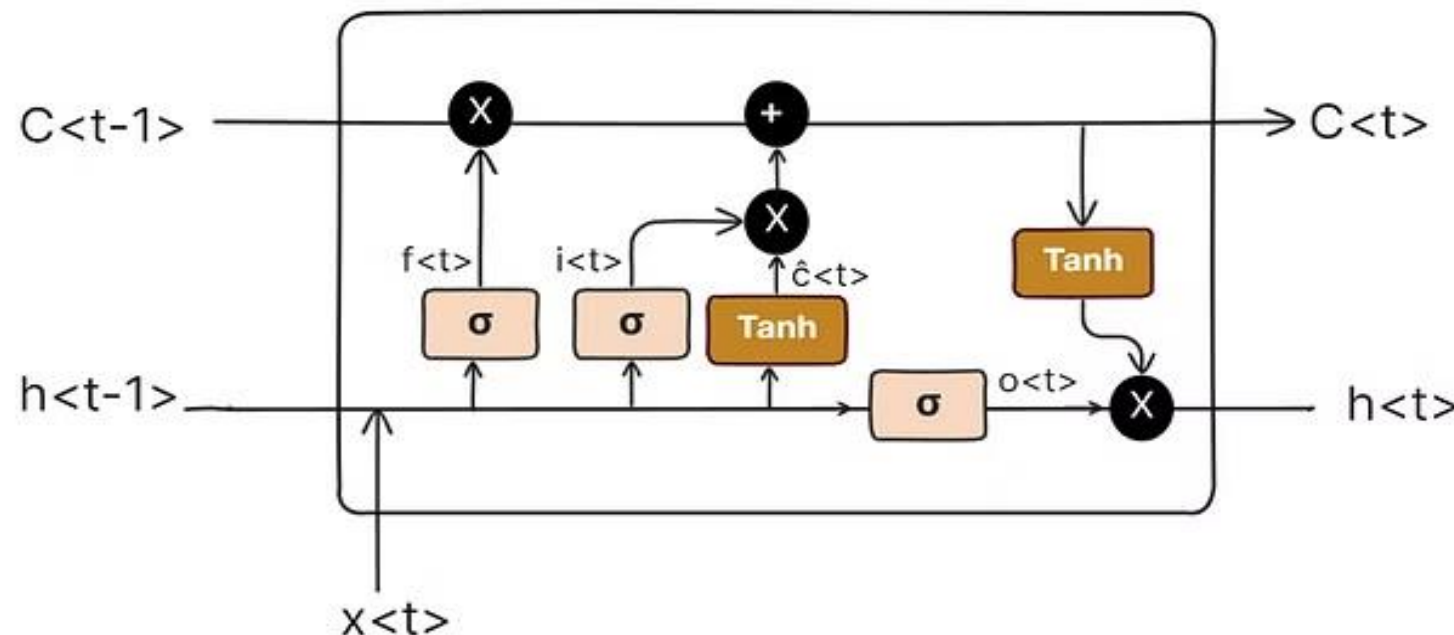 X
+
C<t-1>
C<t>
X
f<t>
i<t>
ĉ<t>
Tanh
σ
σ
Tanh
h<t-1>
σ
o<t>
X
h<t>
x<t>